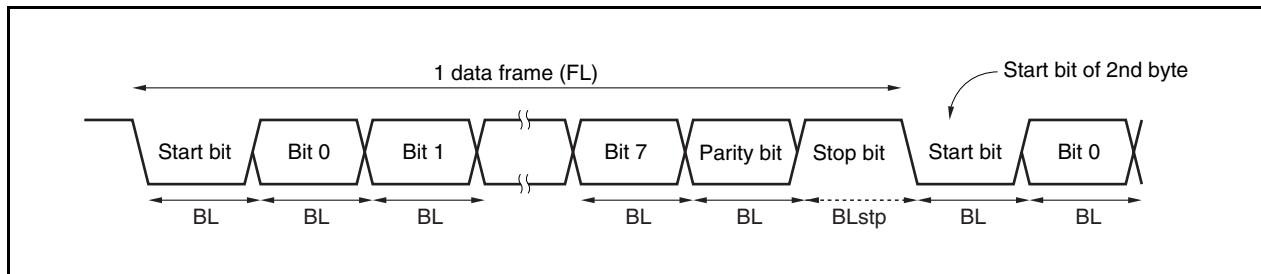 1 data frame (FL)
Start bit of 2nd byte
Start bit Bit 0 Bit 1 Bit 7 Parity bit Stop bit Start bit Bit 0
BL BL BL BL BL BLstp BL BL